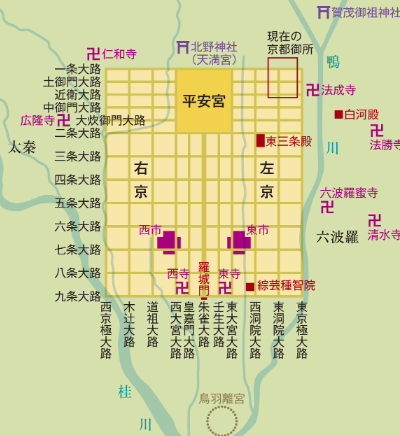 賀茂御祖神社
現在の
京都御所
北野神社
(天満宮)
仁和寺
鴨
川
一条大路
土御門大路
近衛大路
中御門大路
大炊御門大路
二条大路
三条大路
四条大路
五条大路
六条大路
七条大路
八条大路
九条大路
平安宮
法成寺
白河殿
法勝寺
広隆寺
太秦
東三条殿
右
京
左
京
六波羅蜜寺
六波羅
清水寺
西市
東市
西寺
羅
城
門
東寺
綜芸種智院
西京極大路
木辻大路
道祖大路
西大宮大路
皇嘉門大路
朱雀大路
壬生大路
東大宮大路
西洞院大路
東洞院大路
東京極大路
桂
川
鳥羽離宮